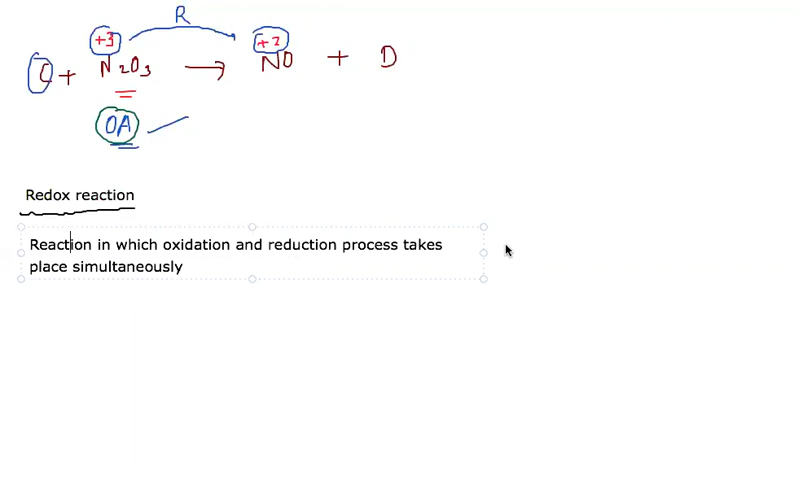 R
+3 +2
C + N2O3 → NO + D
OA
Redox reaction
Reaction in which oxidation and reduction process takes
place simultaneously